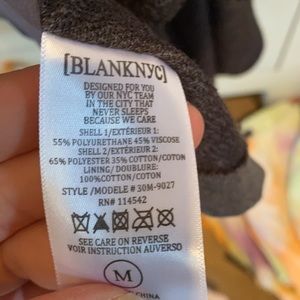 [BLANKNYC]
DESIGNED FOR YOU
BY OUR NYC TEAM
IN THE CITY THAT
NEVER SLEEPS
BECAUSE WE CARE
SHELL 1/EXTÉRIEUR 1:
55% POLYURETHANE 45% VISCOSE
SHELL 2/EXTÉRIEUR 2:
65% POLYESTER 35% COTTON/COTON
LINING/DOUBLURE:
100%COTTON/COTON
STYLE/MODELE # 30M-9027
RN# 114542
SEE CARE ON REVERSE
VOIR INSTRUCTION AUVERSO
M
CHINA